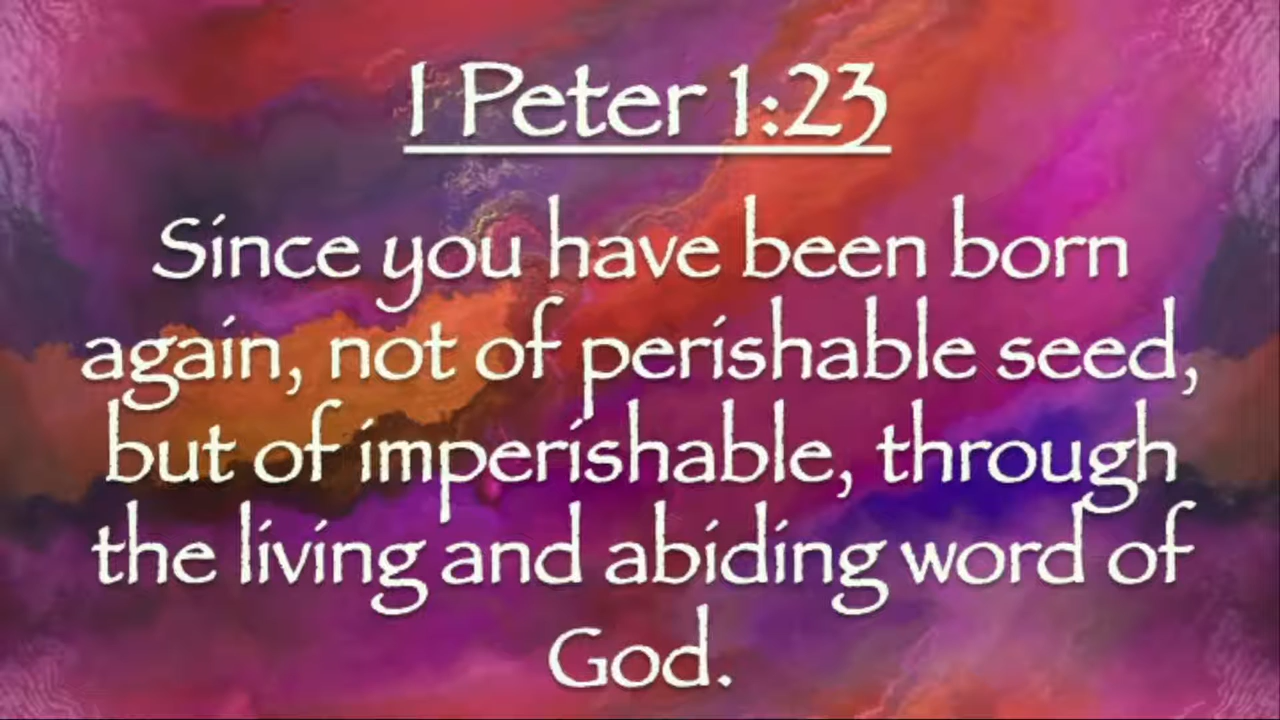 I Peter 1:23
Since you have been born
again, not of perishable seed,
but of imperishable, through
the living and abiding word of
God.